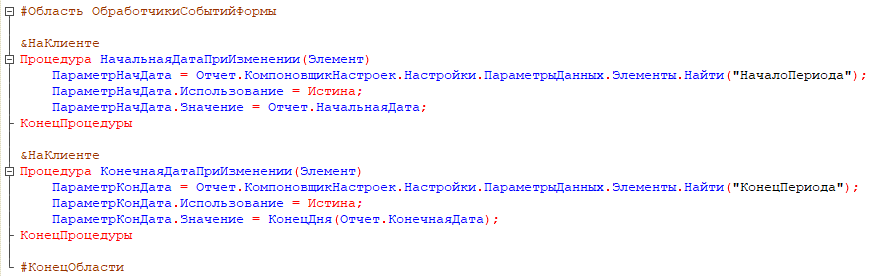 #Область ОбработчикиСобытийФормы
&НаКлиенте
Процедура НачальнаяДатаПриИзменении(Элемент)
ПараметрНачДата = Отчет.КомпоновщикНастроек.Настройки.ПараметрыДанных.Элементы.Найти("НачалоПериода");
ПараметрНачДата.Использование = Истина;
ПараметрНачДата.Значение = Отчет.НачальнаяДата;
КонецПроцедуры
&НаКлиенте
Процедура КонечнаяДатаПриИзменении(Элемент)
ПараметрКонДата = Отчет.КомпоновщикНастроек.Настройки.ПараметрыДанных.Элементы.Найти("КонецПериода");
ПараметрКонДата.Использование = Истина;
ПараметрКонДата.Значение = КонецДня(Отчет.КонечнаяДата);
КонецПроцедуры
#КонецОбласти